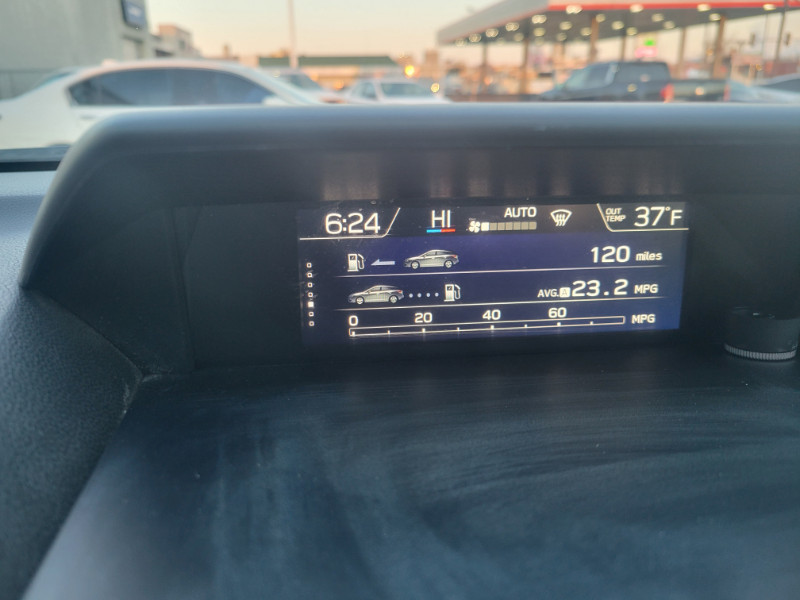 6:24 HI AUTO OUT TEMP 37°F
120 miles
AVG. A 23.2 MPG
0 20 40 60 MPG